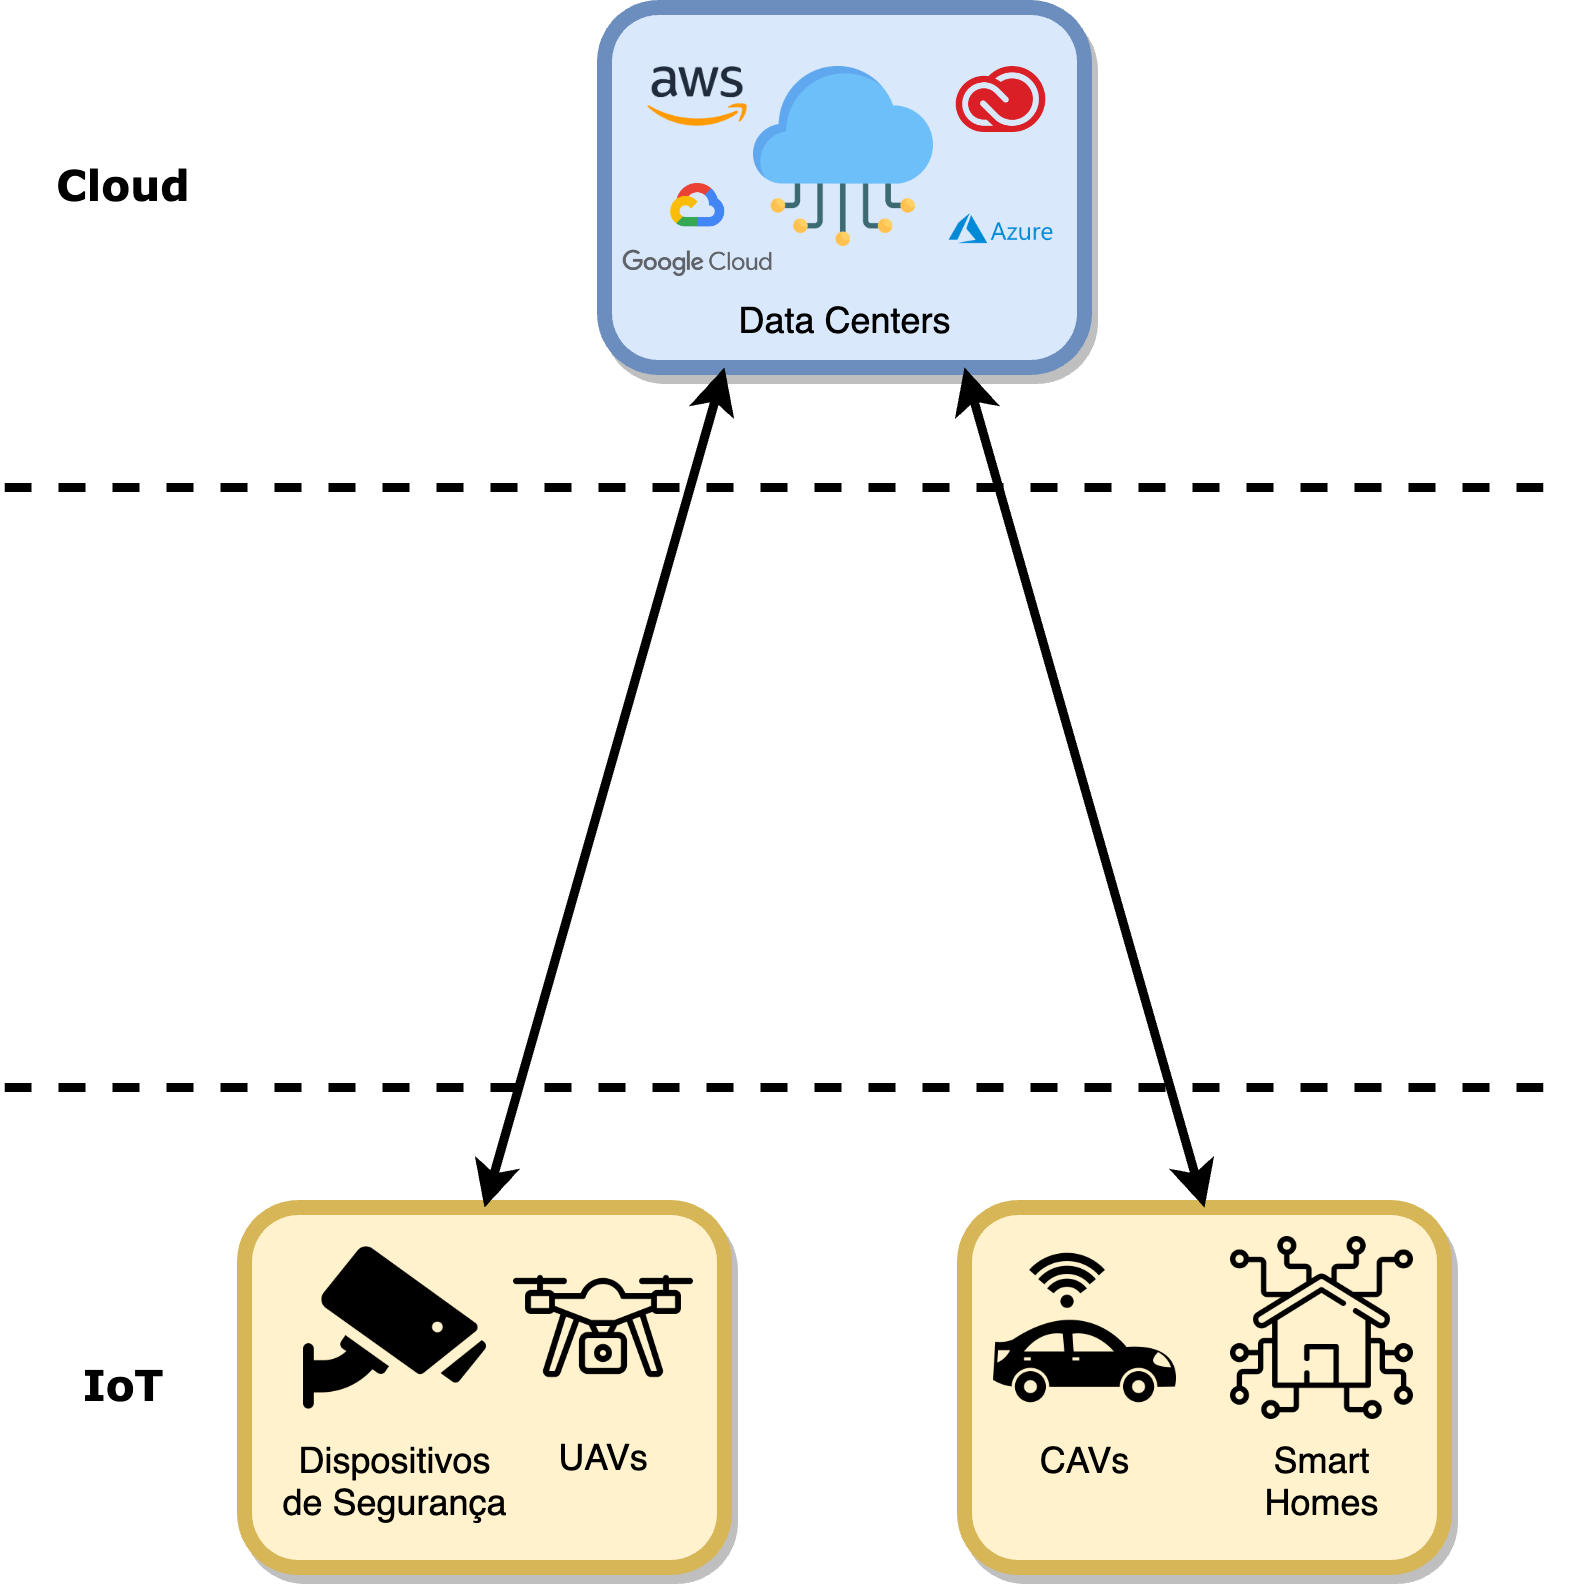 Cloud
aws
Google Cloud
Azure
Data Centers
IoT
Dispositivos
de Segurança
UAVs
CAVs
Smart
Homes